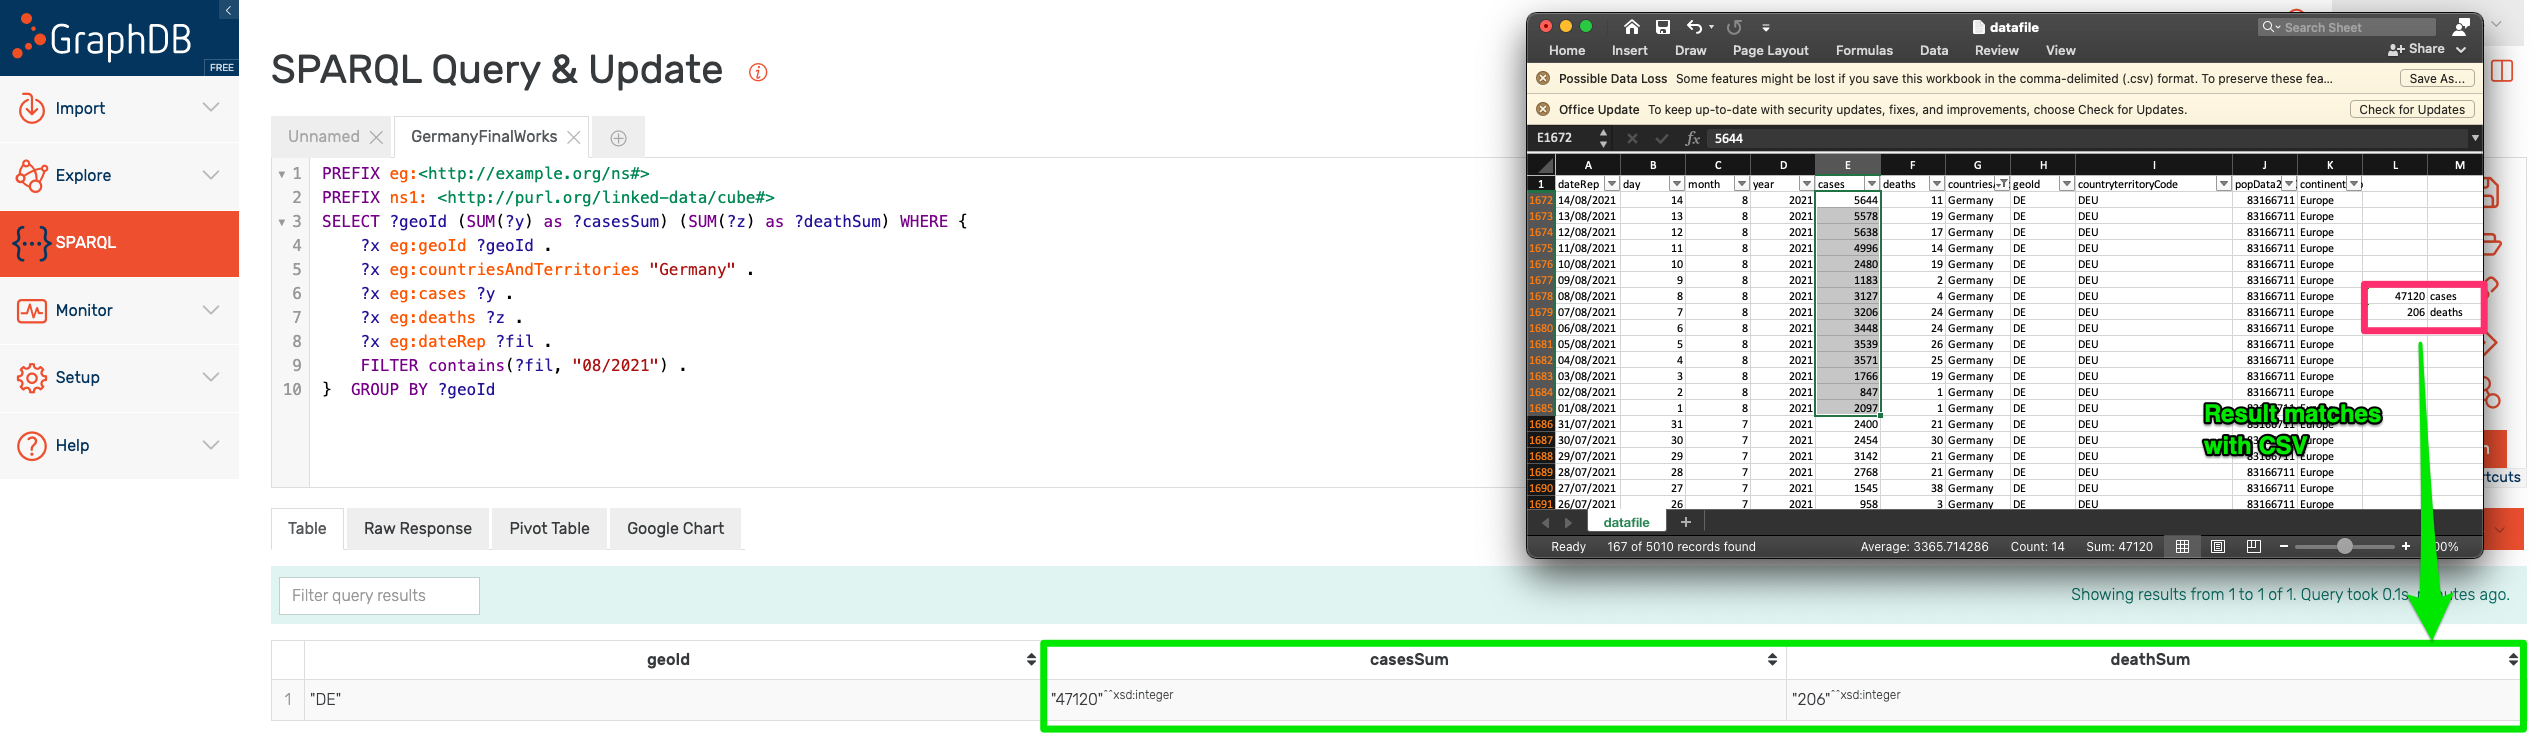 GraphDB
FREE
Import
Explore
SPARQL
Monitor
Setup
Help
SPARQL Query & Update
Unnamed
GermanyFinalWorks
1 PREFIX eg:<http://example.org/ns#>
2 PREFIX ns1: <http://purl.org/linked-data/cube#>
3 SELECT ?geoId (SUM(?y) as ?casesSum) (SUM(?z) as ?deathSum) WHERE {
4 ?x eg:geoId ?geoId .
5 ?x eg:countriesAndTerritories "Germany" .
6 ?x eg:cases ?y .
7 ?x eg:deaths ?z .
8 ?x eg:dateRep ?fil .
9 FILTER contains(?fil, "08/2021") .
10 } GROUP BY ?geoId
Table Raw Response Pivot Table Google Chart
Filter query results
Showing results from 1 to 1 of 1. Query took 0.1s,
geoId casesSum deathSum
1 "DE" "47120"^^xsd:integer "206"^^xsd:integer
datafile
Search Sheet
Home Insert Draw Page Layout Formulas Data Review View
Share
Possible Data Loss Some features might be lost if you save this workbook in the comma-delimited (.csv) format. To preserve these fea... Save As...
Office Update To keep up-to-date with security updates, fixes, and improvements, choose Check for Updates. Check for Updates
E1672 fx 5644
A B C D E F G H I J K L M
1 dateRep day month year cases deaths countries geoId countryterritoryCode popData2 continent
1672 14/08/2021 14 8 2021 5644 11 Germany DE DEU 83166711 Europe
1673 13/08/2021 13 8 2021 5578 19 Germany DE DEU 83166711 Europe
1674 12/08/2021 12 8 2021 5638 17 Germany DE DEU 83166711 Europe
1675 11/08/2021 11 8 2021 4996 14 Germany DE DEU 83166711 Europe
1676 10/08/2021 10 8 2021 2480 19 Germany DE DEU 83166711 Europe
1677 09/08/2021 9 8 2021 1183 2 Germany DE DEU 83166711 Europe
1678 08/08/2021 8 8 2021 3127 4 Germany DE DEU 83166711 Europe 47120 cases
1679 07/08/2021 7 8 2021 3206 24 Germany DE DEU 83166711 Europe 206 deaths
1680 06/08/2021 6 8 2021 3448 24 Germany DE DEU 83166711 Europe
1681 05/08/2021 5 8 2021 3539 26 Germany DE DEU 83166711 Europe
1682 04/08/2021 4 8 2021 3571 25 Germany DE DEU 83166711 Europe
1683 03/08/2021 3 8 2021 1766 19 Germany DE DEU 83166711 Europe
1684 02/08/2021 2 8 2021 847 1 Germany DE DEU 83166711 Europe
1685 01/08/2021 1 8 2021 2097 1 Germany DE DEU
1686 31/07/2021 31 7 2021 2400 21 Germany DE DEU
1687 30/07/2021 30 7 2021 2454 30 Germany DE DEU
1688 29/07/2021 29 7 2021 3142 21 Germany DE DEU 83166711 Europe
1689 28/07/2021 28 7 2021 2768 21 Germany DE DEU 83166711 Europe
1690 27/07/2021 27 7 2021 1545 38 Germany DE DEU 83166711 Europe
1691 26/07/2021 26 7 2021 958 3 Germany DE DEU 83166711 Europe
Result matches
with CSV
datafile
Ready 167 of 5010 records found Average: 3365.714286 Count: 14 Sum: 47120